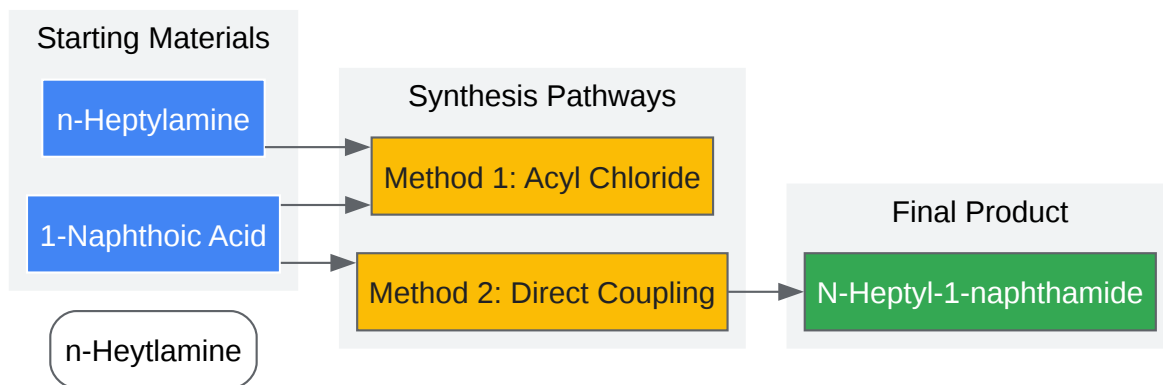 Starting Materials
n-Heptylamine
1-Naphthoic Acid
n-Heytlamine
Synthesis Pathways
Method 1: Acyl Chloride
Method 2: Direct Coupling
Final Product
N-Heptyl-1-naphthamide